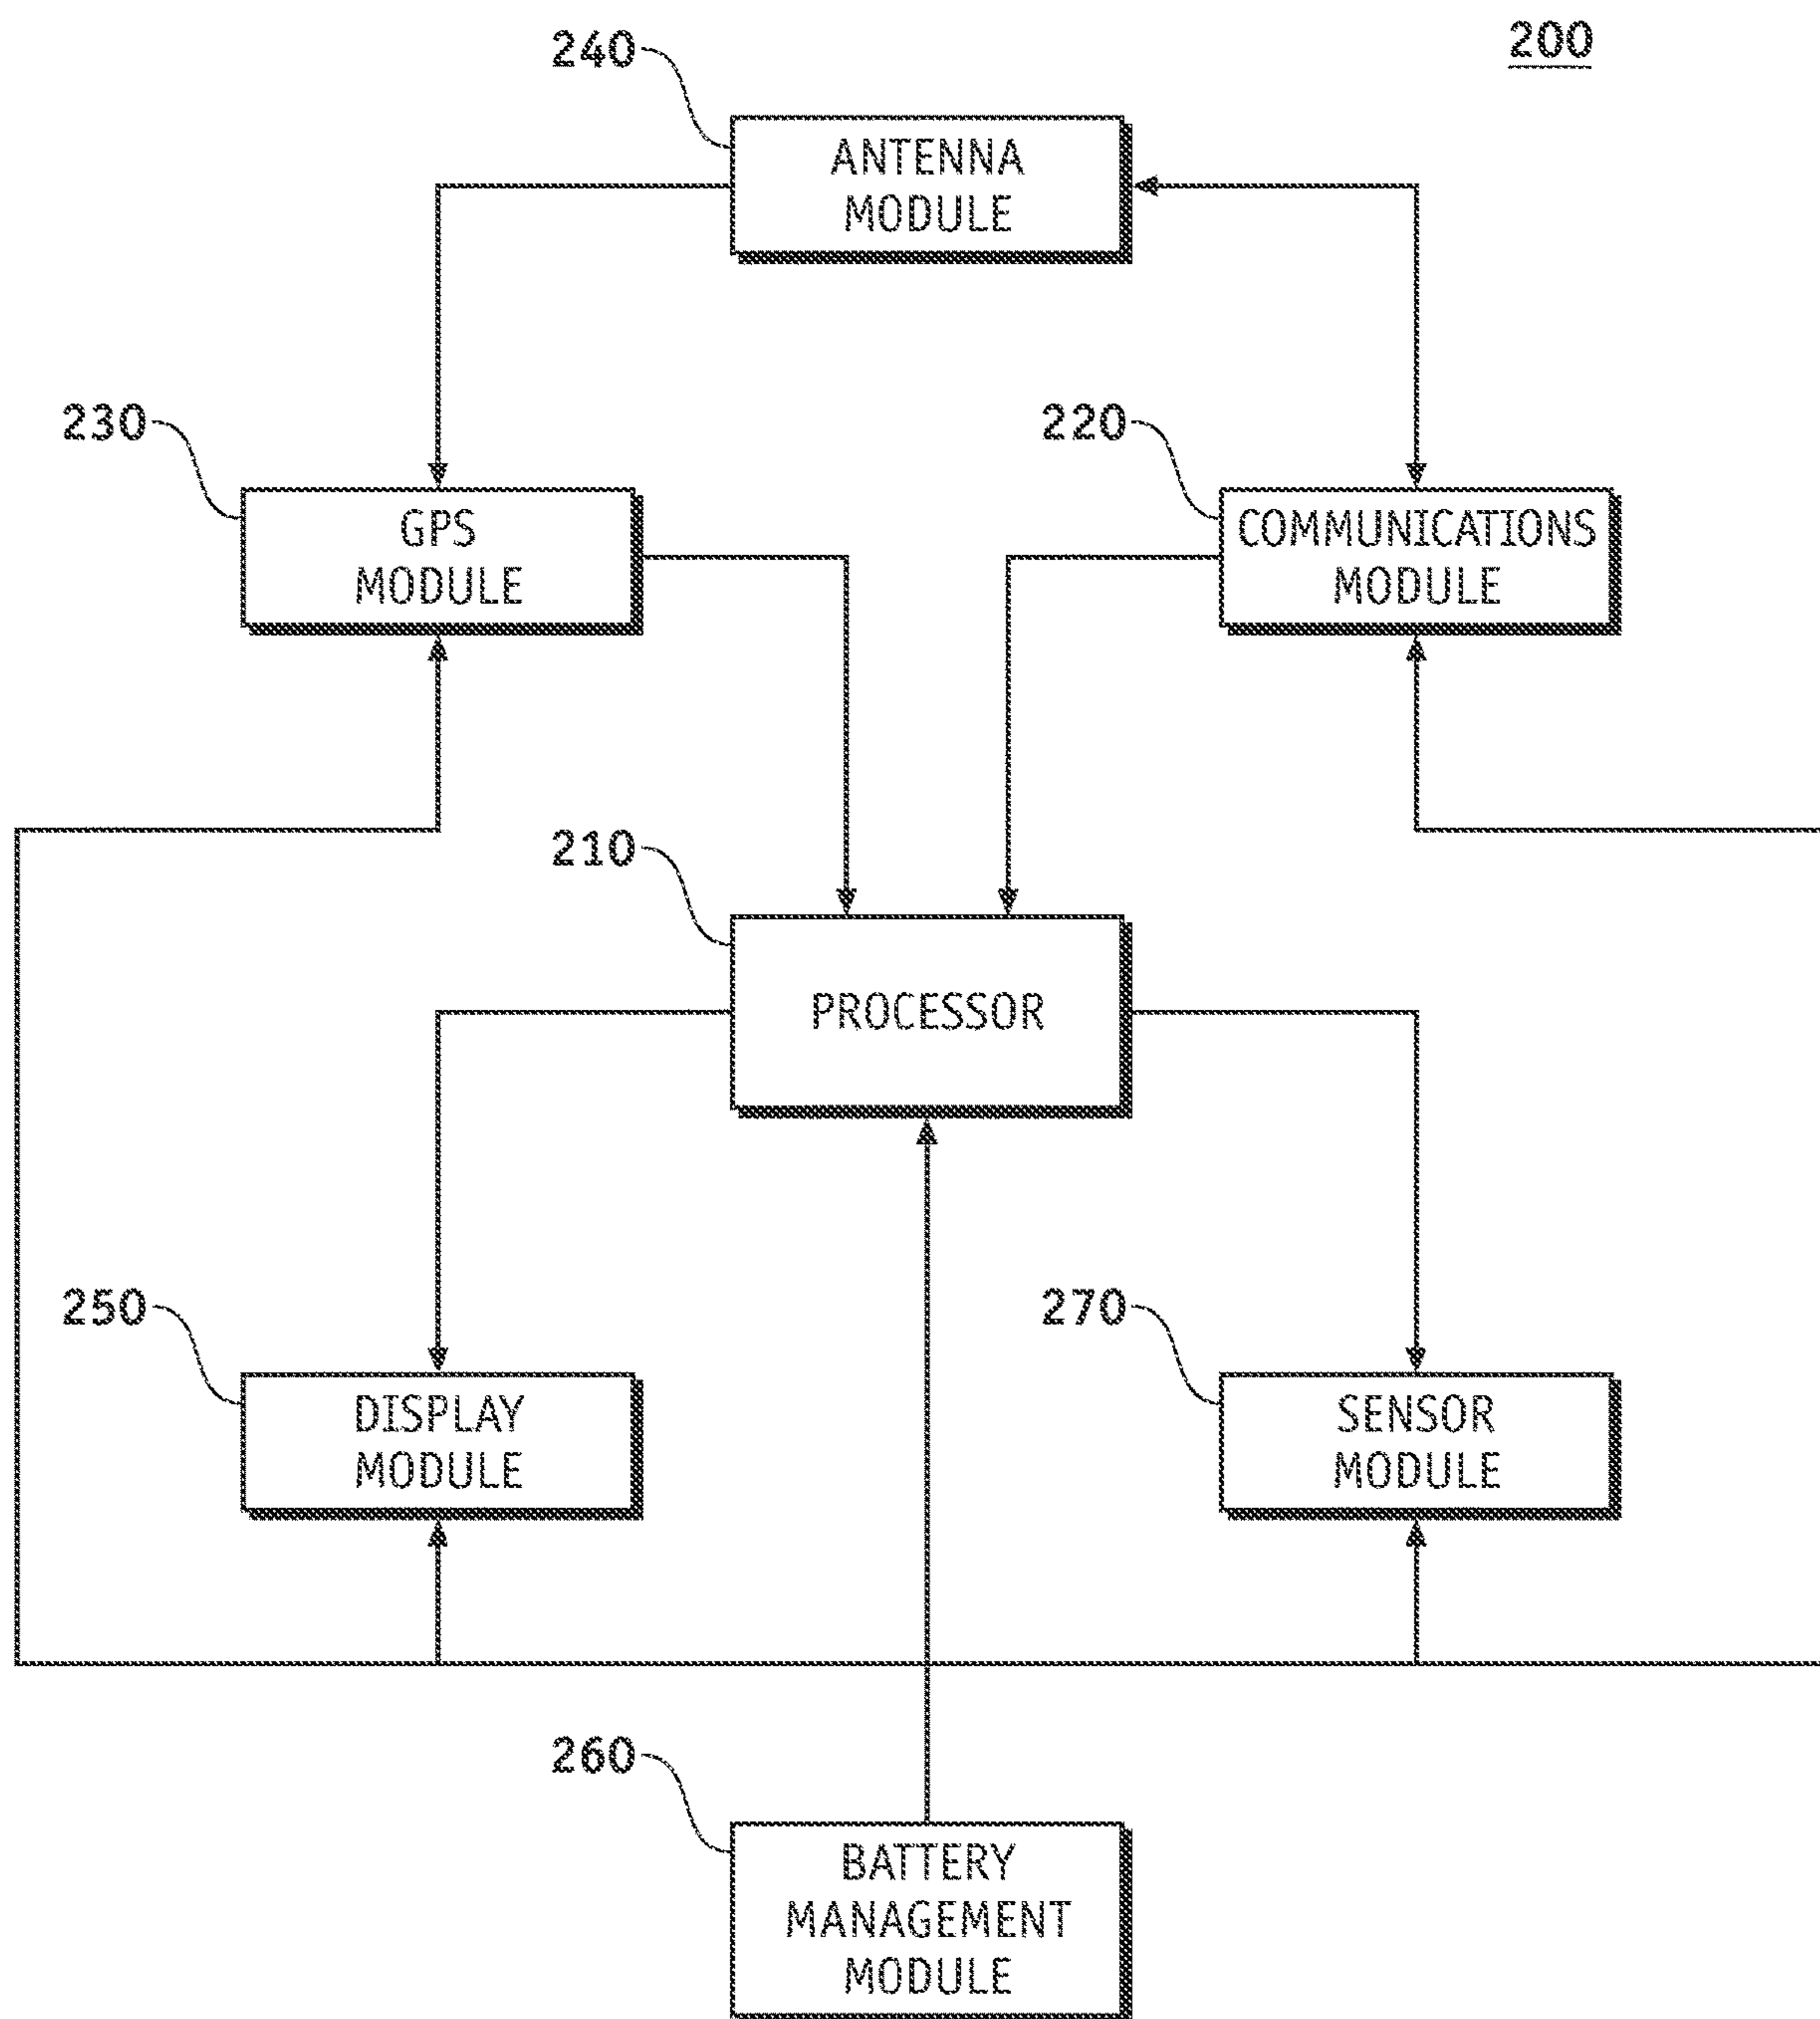 200
240
ANTENNA
MODULE
230
GPS
MODULE
220
COMMUNICATIONS
MODULE
210
PROCESSOR
250
DISPLAY
MODULE
270
SENSOR
MODULE
260
BATTERY
MANAGEMENT
MODULE